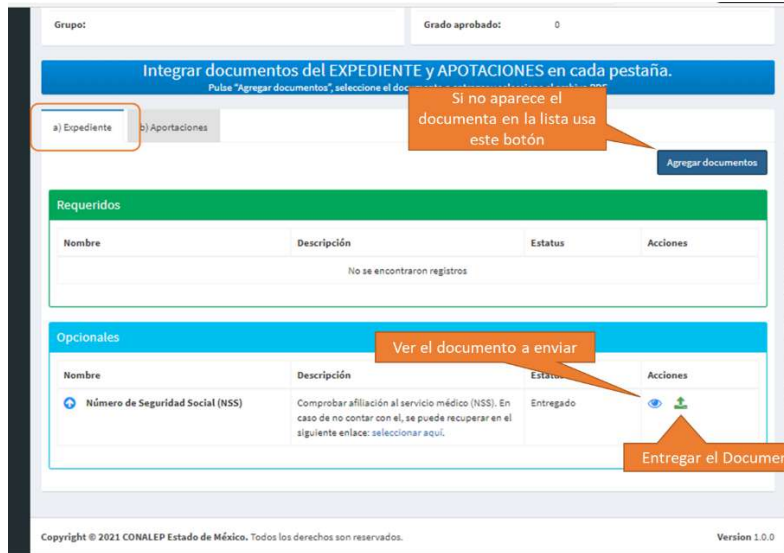 Grupo:
Grado aprobado: 0
Integrar documentos del EXPEDIENTE y APOTACIONES en cada pestaña.
Pulse "Agregar documentos", seleccione el
Si no aparece el
documenta en la lista usa
este botón
a) Expediente
b) Aportaciones
Agregar documentos
Requeridos
Nombre Descripción Estatus Acciones
No se encontraron registros
Opcionales
Ver el documento a enviar
Nombre Descripción Acciones
Número de Seguridad Social (NSS) Comprobar afiliación al servicio médico (NSS). En Entregado
caso de no contar con el, se puede recuperar en el
siguiente enlace: seleccionar aquí.
Entregar el Documen
Copyright © 2021 CONALEP Estado de México. Todos los derechos son reservados. Version 1.0.0